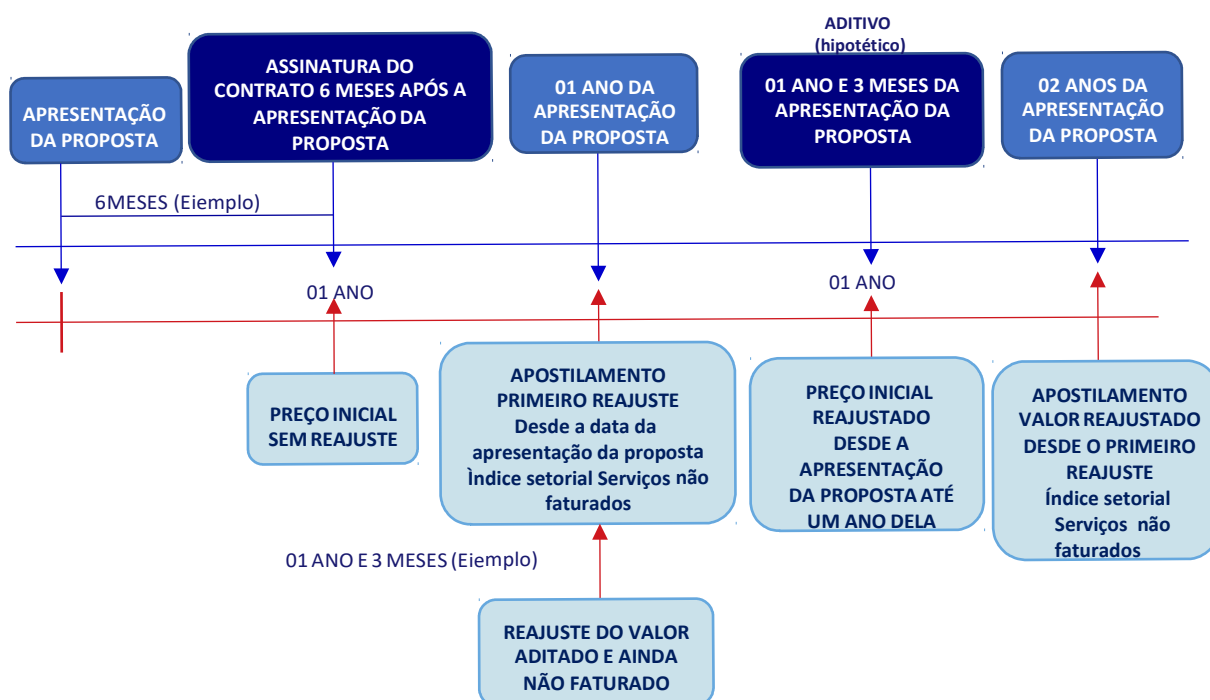 ADITIVO
(hipotético)
APRESENTAÇÃO
DA PROPOSTA
ASSINATURA DO
CONTRATO 6 MESES APÓS A
APRESENTAÇÃO DA
PROPOSTA
01 ANO DA
APRESENTAÇÃO
DA PROPOSTA
01 ANO E 3 MESES DA
APRESENTAÇÃO DA
PROPOSTA
02 ANOS DA
APRESENTAÇÃO
DA PROPOSTA
6MESES (Eiemplo)
01 ANO
01 ANO
PREÇO INICIAL
SEM REAJUSTE
APOSTILAMENTO
PRIMEIRO REAJUSTE
Desde a data da
apresentação da proposta
Ìndice setorial Serviços não
faturados
PREÇO INICIAL
REAJUSTADO
DESDE A
APRESENTAÇÃO
DA PROPOSTA ATÉ
UM ANO DELA
APOSTILAMENTO
VALOR REAJUSTADO
DESDE O PRIMEIRO
REAJUSTE
Índice setorial
Serviços não
faturados
01 ANO E 3 MESES (Eiemplo)
REAJUSTE DO VALOR
ADITADO E AINDA
NÃO FATURADO